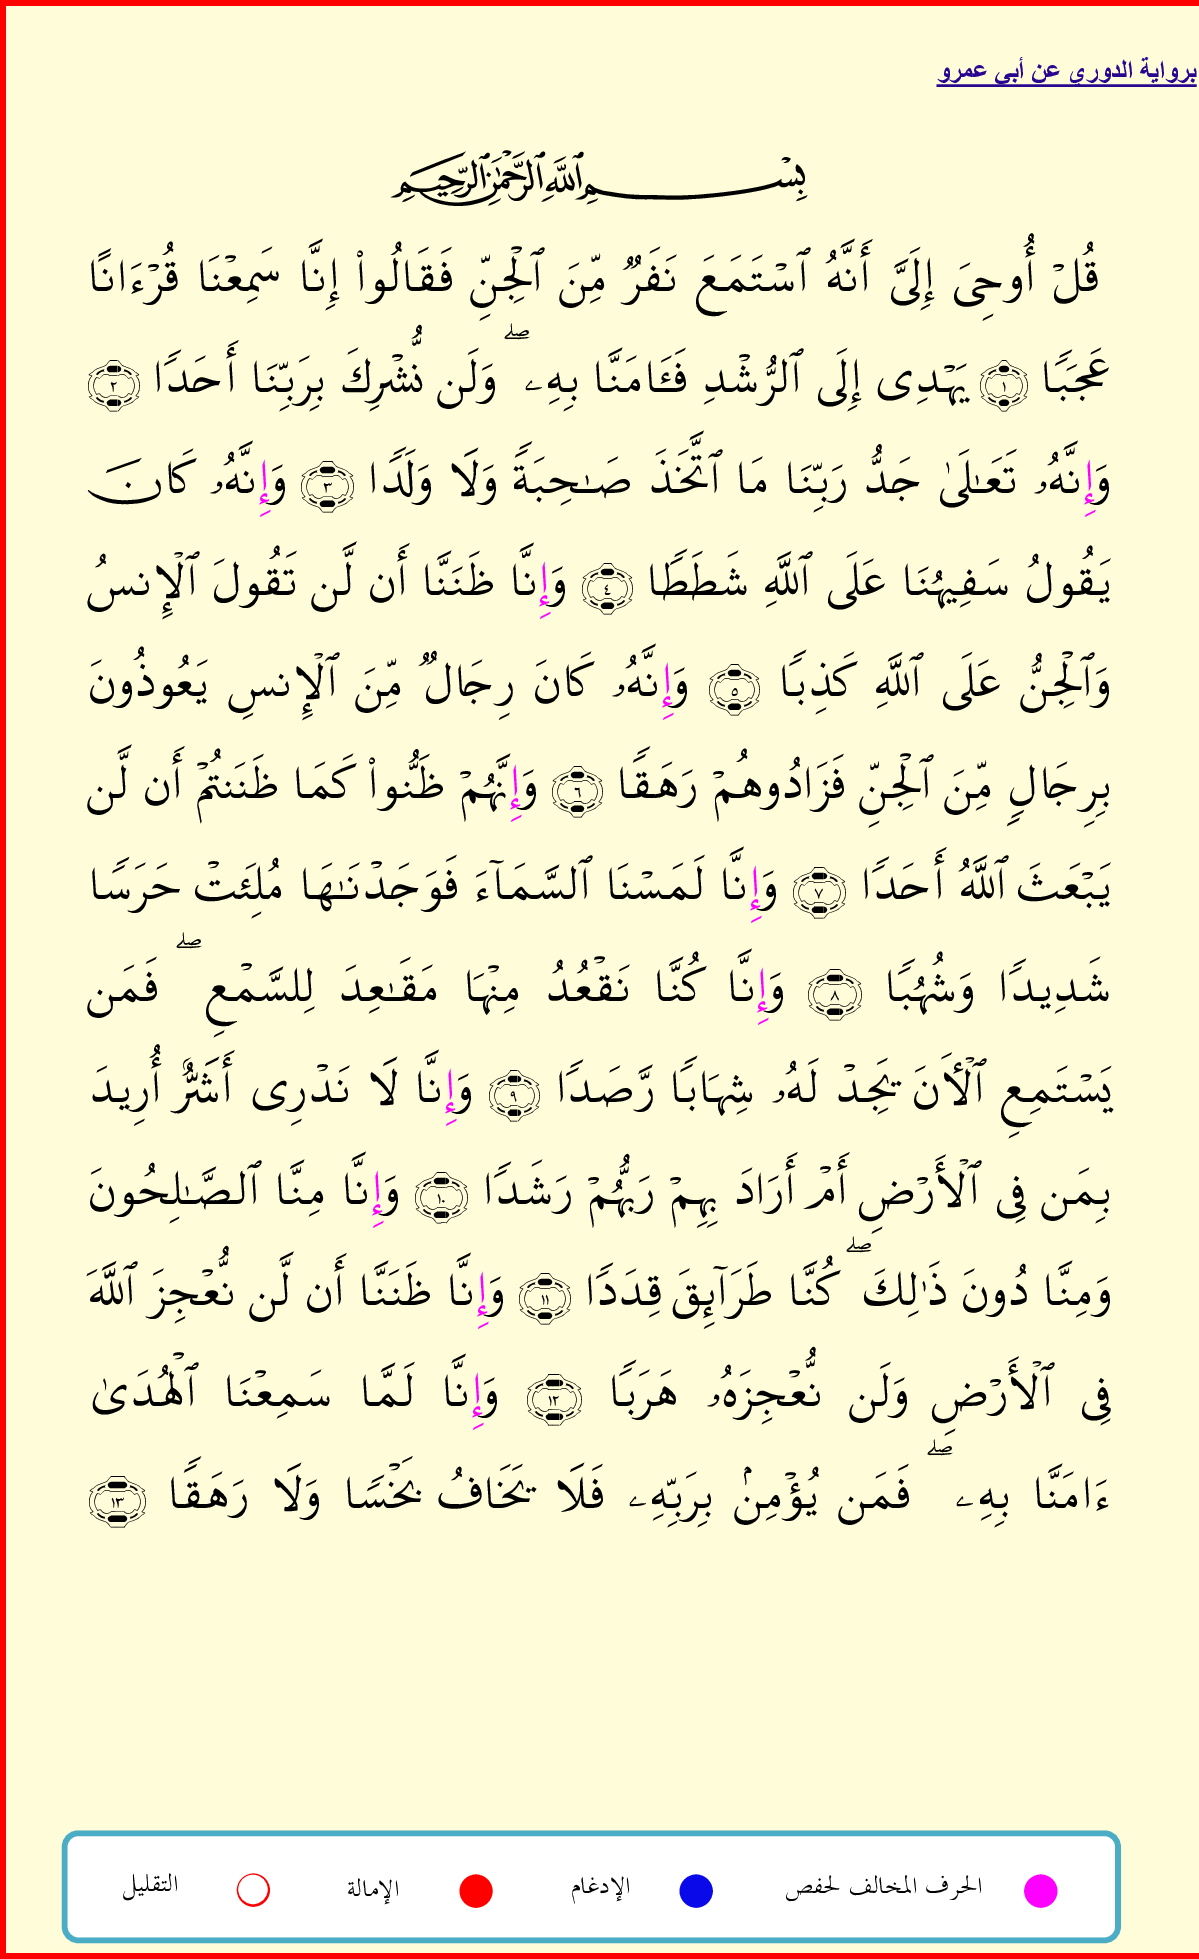 برواية الدوري عن أبي عمرو
بِسْمِ ٱللَّهِ ٱلرَّحْمَٰنِ ٱلرَّحِيمِ
قُلْ أُوحِىَ إِلَىَّ أَنَّهُ ٱسْتَمَعَ نَفَرٌ مِّنَ ٱلْجِنِّ فَقَالُوا۟ إِنَّا سَمِعْنَا قُرْءَانًا
عَجَبًا ١ يَهْدِى إِلَى ٱلرُّشْدِ فَـَٔامَنَّا بِهِۦ ۖ وَلَن نُّشْرِكَ بِرَبِّنَا أَحَدًا ٢
وَإِنَّهُۥ تَعَٰلَىٰ جَدُّ رَبِّنَا مَا ٱتَّخَذَ صَٰحِبَةً وَلَا وَلَدًا ٣ وَإِنَّهُۥ كَانَ
يَقُولُ سَفِيهُنَا عَلَى ٱللَّهِ شَطَطًا ٤ وَإِنَّا ظَنَنَّا أَن لَّن تَقُولَ ٱلْإِنسُ
وَٱلْجِنُّ عَلَى ٱللَّهِ كَذِبًا ٥ وَإِنَّهُۥ كَانَ رِجَالٌ مِّنَ ٱلْإِنسِ يَعُوذُونَ
بِرِجَالٍ مِّنَ ٱلْجِنِّ فَزَادُوهُمْ رَهَقًا ٦ وَإِنَّهُمْ ظَنُّوا۟ كَمَا ظَنَنتُمْ أَن لَّن
يَبْعَثَ ٱللَّهُ أَحَدًا ٧ وَإِنَّا لَمَسْنَا ٱلسَّمَآءَ فَوَجَدْنَٰهَا مُلِئَتْ حَرَسًا
شَدِيدًا وَشُهُبًا ٨ وَإِنَّا كُنَّا نَقْعُدُ مِنْهَا مَقَٰعِدَ لِلسَّمْعِ ۖ فَمَن
يَسْتَمِعِ ٱلْأَنَ يَجِدْ لَهُۥ شِهَابًا رَّصَدًا ٩ وَإِنَّا لَا نَدْرِى أَشَرٌّ أُرِيدَ
بِمَن فِى ٱلْأَرْضِ أَمْ أَرَادَ بِهِمْ رَبُّهُمْ رَشَدًا ١٠ وَإِنَّا مِنَّا ٱلصَّٰلِحُونَ
وَمِنَّا دُونَ ذَٰلِكَ ۖ كُنَّا طَرَآئِقَ قِدَدًا ١١ وَإِنَّا ظَنَنَّا أَن لَّن نُّعْجِزَ ٱللَّهَ
فِى ٱلْأَرْضِ وَلَن نُّعْجِزَهُۥ هَرَبًا ١٢ وَإِنَّا لَمَّا سَمِعْنَا ٱلْهُدَىٰ
ءَامَنَّا بِهِۦ ۖ فَمَن يُؤْمِنۢ بِرَبِّهِۦ فَلَا يَخَافُ بَخْسًا وَلَا رَهَقًا ١٣
الحرف المخالف لحفص الإدغام الإمالة التقليل